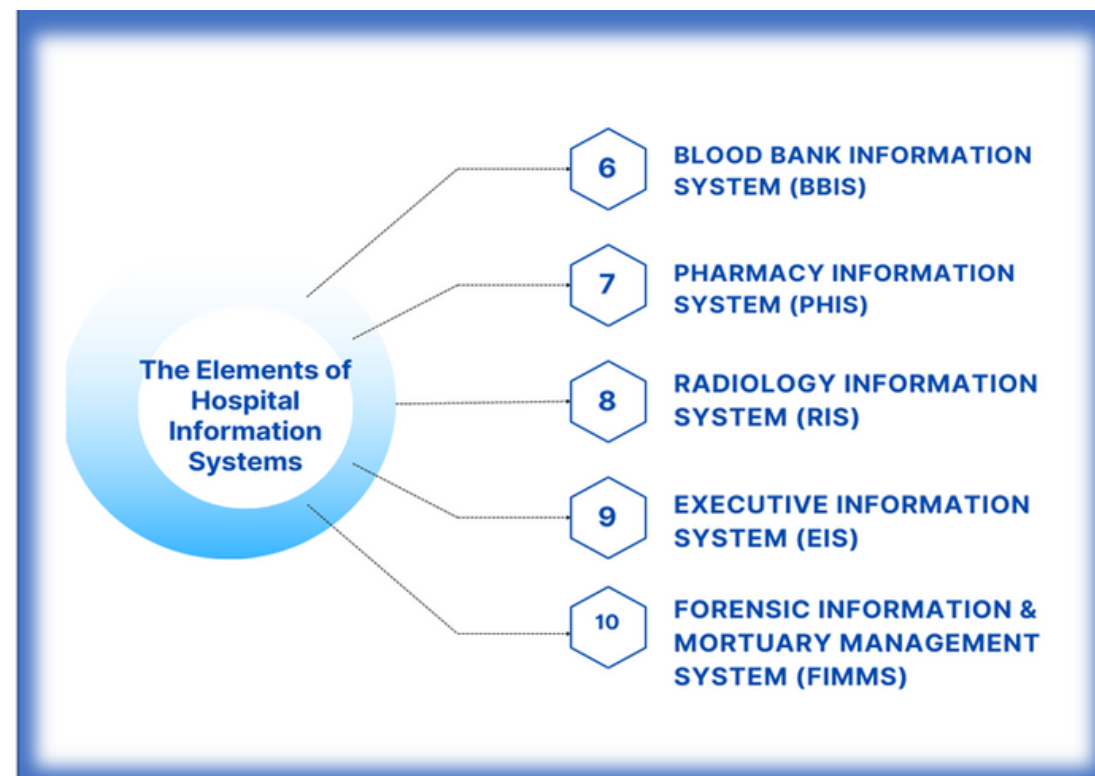 The Elements of
Hospital
Information
Systems
6
BLOOD BANK INFORMATION
SYSTEM (BBIS)
7
PHARMACY INFORMATION
SYSTEM (PHIS)
8
RADIOLOGY INFORMATION
SYSTEM (RIS)
9
EXECUTIVE INFORMATION
SYSTEM (EIS)
10
FORENSIC INFORMATION &
MORTUARY MANAGEMENT
SYSTEM (FIMMS)